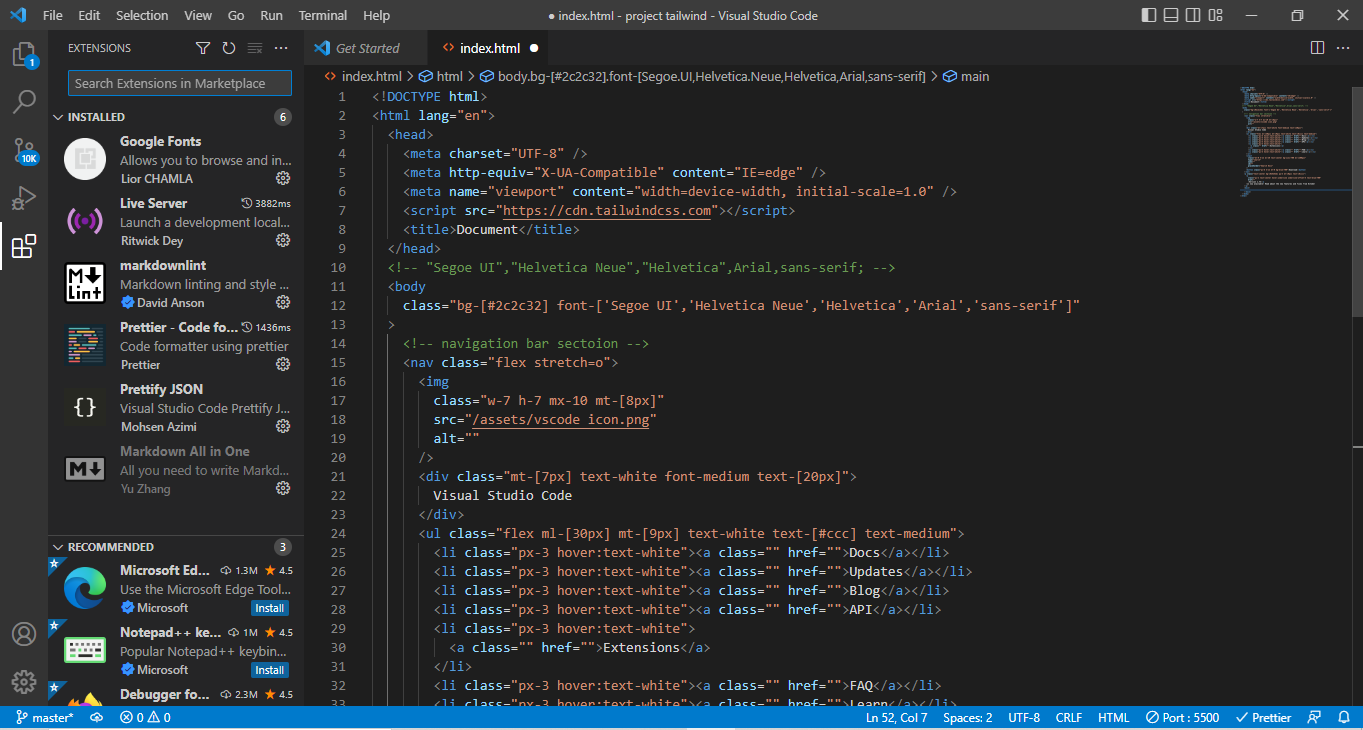 File Edit Selection View Go Run Terminal Help
● index.html - project tailwind - Visual Studio Code
1
10K
EXTENSIONS
Search Extensions in Marketplace
INSTALLED 6
Google Fonts
Allows you to browse and in...
Lior CHAMLA
Live Server 3882ms
Launch a development local...
Ritwick Dey
markdownlint
Markdown linting and style ...
David Anson
Prettier - Code fo... 1436ms
Code formatter using prettier
Prettier
Prettify JSON
Visual Studio Code Prettify J...
Mohsen Azimi
Markdown All in One
All you need to write Markd...
Yu Zhang
RECOMMENDED 3
Microsoft Ed... 1.3M ★ 4.5
Use the Microsoft Edge Tool...
Microsoft Install
Notepad++ ke... 1M ★ 4.5
Popular Notepad++ keybin...
Microsoft Install
Debugger fo... 2.3M ★ 4.5
Get Started
index.html ●
index.html > html > body.bg-[#2c2c32].font-[Segoe.UI,Helvetica.Neue,Helvetica,Arial,sans-serif] > main
1 <!DOCTYPE html>
2 <html lang="en">
3 <head>
4 <meta charset="UTF-8" />
5 <meta http-equiv="X-UA-Compatible" content="IE=edge" />
6 <meta name="viewport" content="width=device-width, initial-scale=1.0" />
7 <script src="https://cdn.tailwindcss.com"></script>
8 <title>Document</title>
9 </head>
10 <!-- "Segoe UI","Helvetica Neue","Helvetica",Arial,sans-serif; -->
11 <body
12 class="bg-[#2c2c32] font-['Segoe UI','Helvetica Neue','Helvetica','Arial','sans-serif']"
13 >
14 <!-- navigation bar sectoion -->
15 <nav class="flex stretch=o">
16 <img
17 class="w-7 h-7 mx-10 mt-[8px]"
18 src="/assets/vscode icon.png"
19 alt=""
20 />
21 <div class="mt-[7px] text-white font-medium text-[20px]">
22 Visual Studio Code
23 </div>
24 <ul class="flex ml-[30px] mt-[9px] text-white text-[#ccc] text-medium">
25 <li class="px-3 hover:text-white"><a class="" href="">Docs</a></li>
26 <li class="px-3 hover:text-white"><a class="" href="">Updates</a></li>
27 <li class="px-3 hover:text-white"><a class="" href="">Blog</a></li>
28 <li class="px-3 hover:text-white"><a class="" href="">API</a></li>
29 <li class="px-3 hover:text-white">
30 <a class="" href="">Extensions</a>
31 </li>
32 <li class="px-3 hover:text-white"><a class="" href="">FAQ</a></li>
33 <li class="px-3 hover:text-white"><a class="" href="">Learn</a></li>
master* 0 0 Ln 52, Col 7 Spaces: 2 UTF-8 CRLF HTML Port : 5500 Prettier